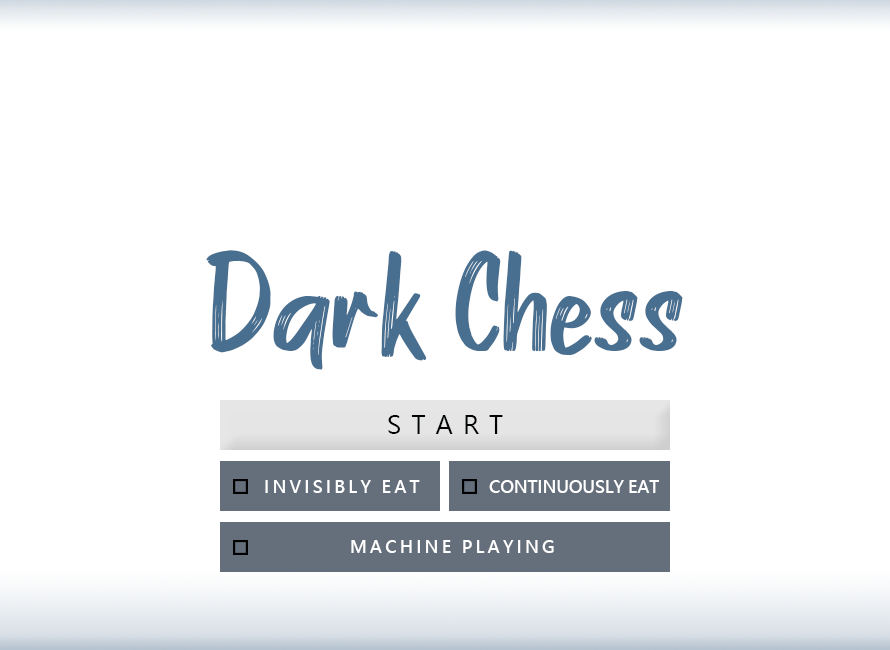 Dark Chess
START
INVISIBLY EAT
CONTINUOUSLY EAT
MACHINE PLAYING